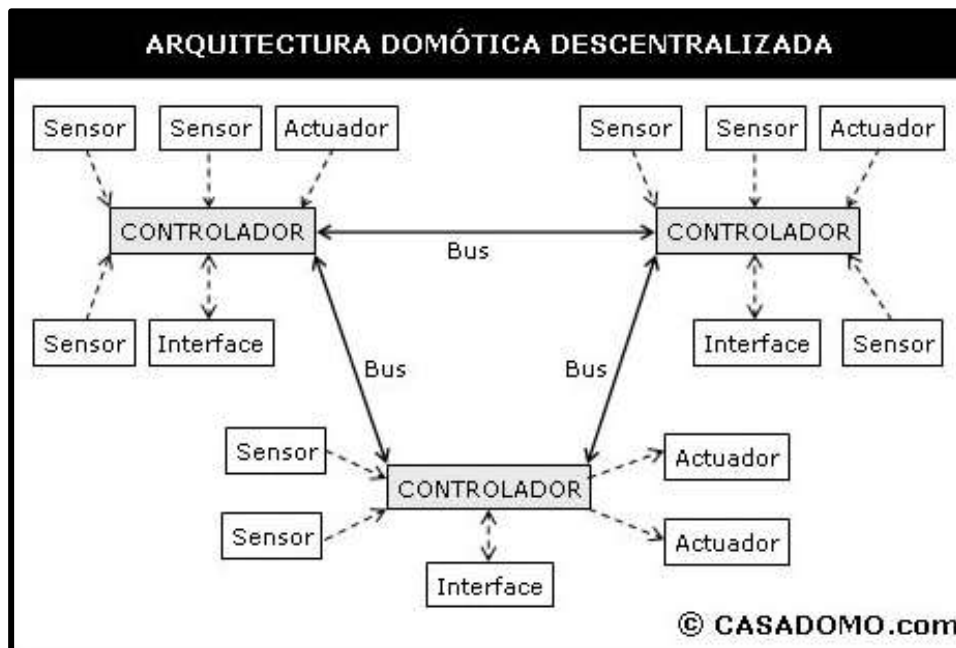 ARQUITECTURA DOMÓTICA DESCENTRALIZADA
Sensor
Sensor
Actuador
Sensor
Sensor
Actuador
CONTROLADOR
CONTROLADOR
Bus
Sensor
Interface
Interface
Sensor
Bus
Bus
Sensor
Actuador
CONTROLADOR
Sensor
Actuador
Interface
© CASADOMO.com